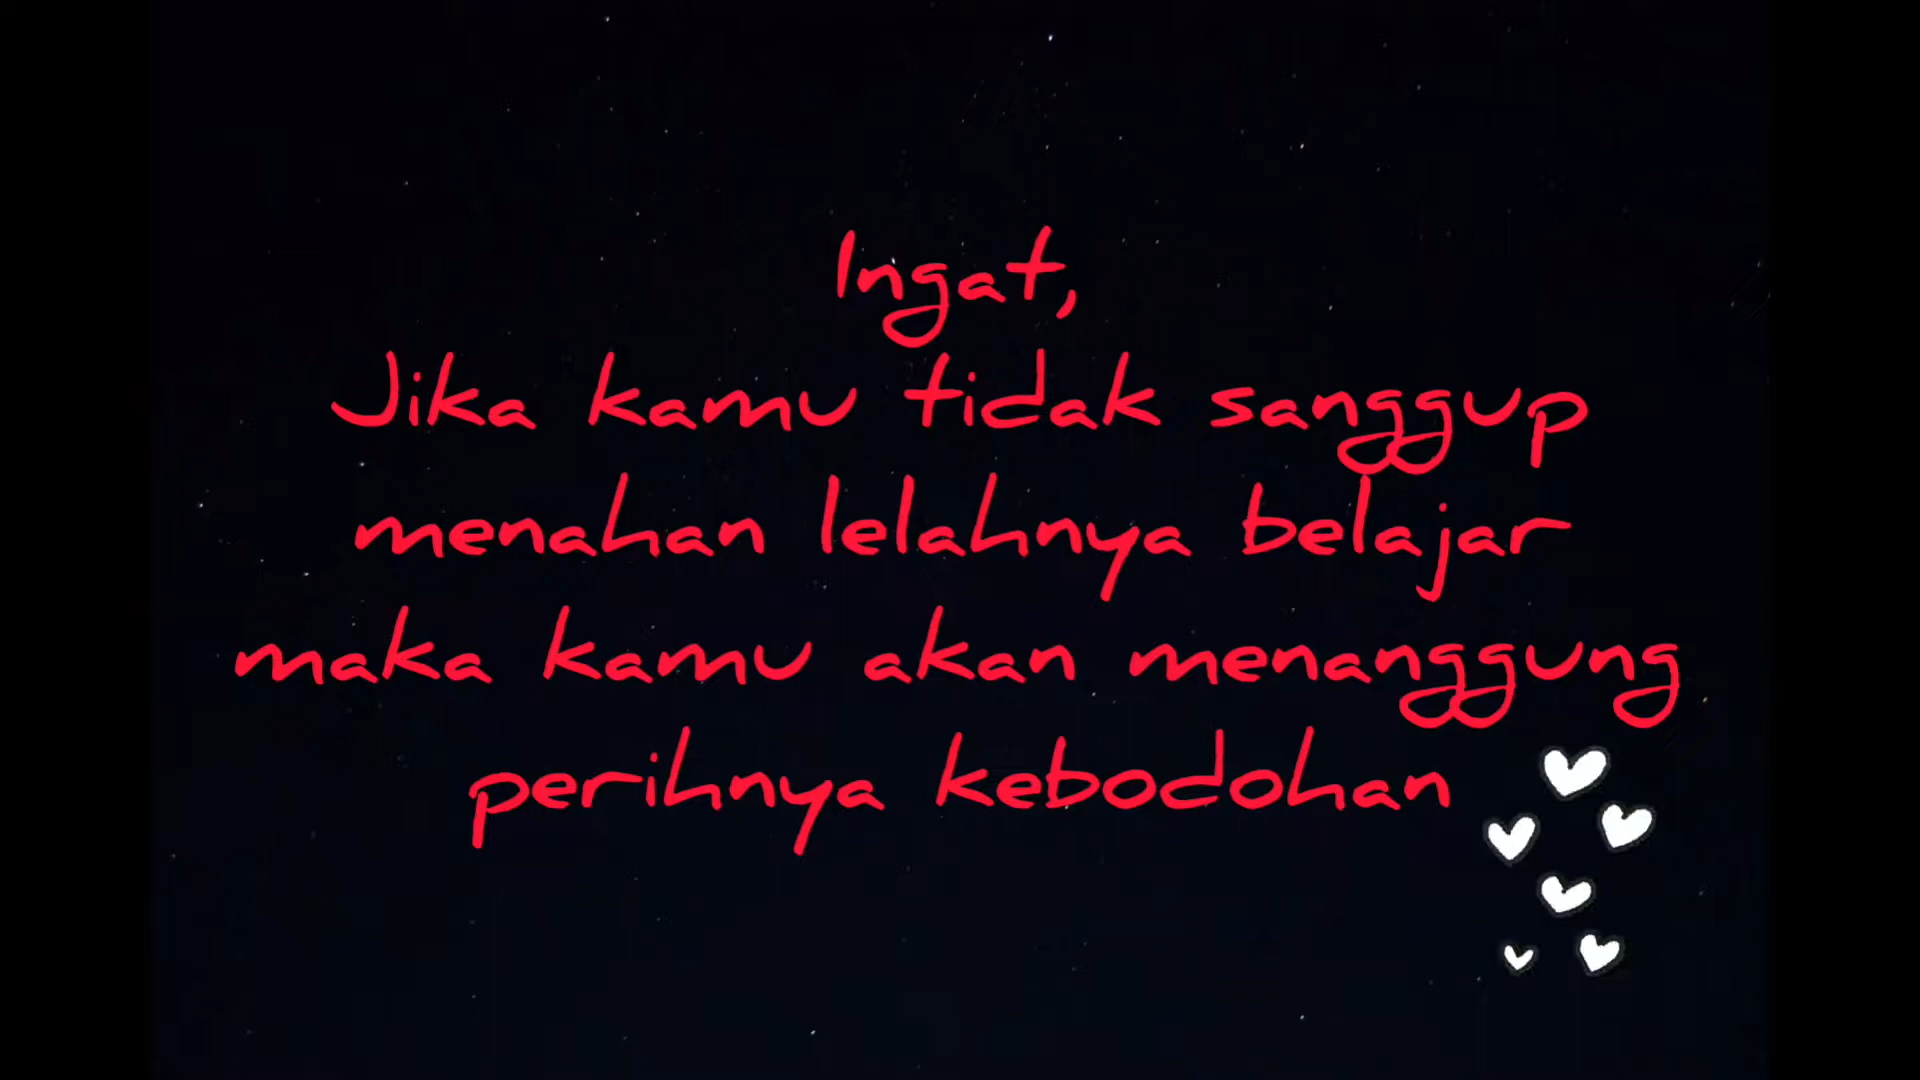 Ingat,
Jika kamu tidak sanggup
menahan lelahnya belajar
maka kamu akan menanggung
perihnya kebodohan